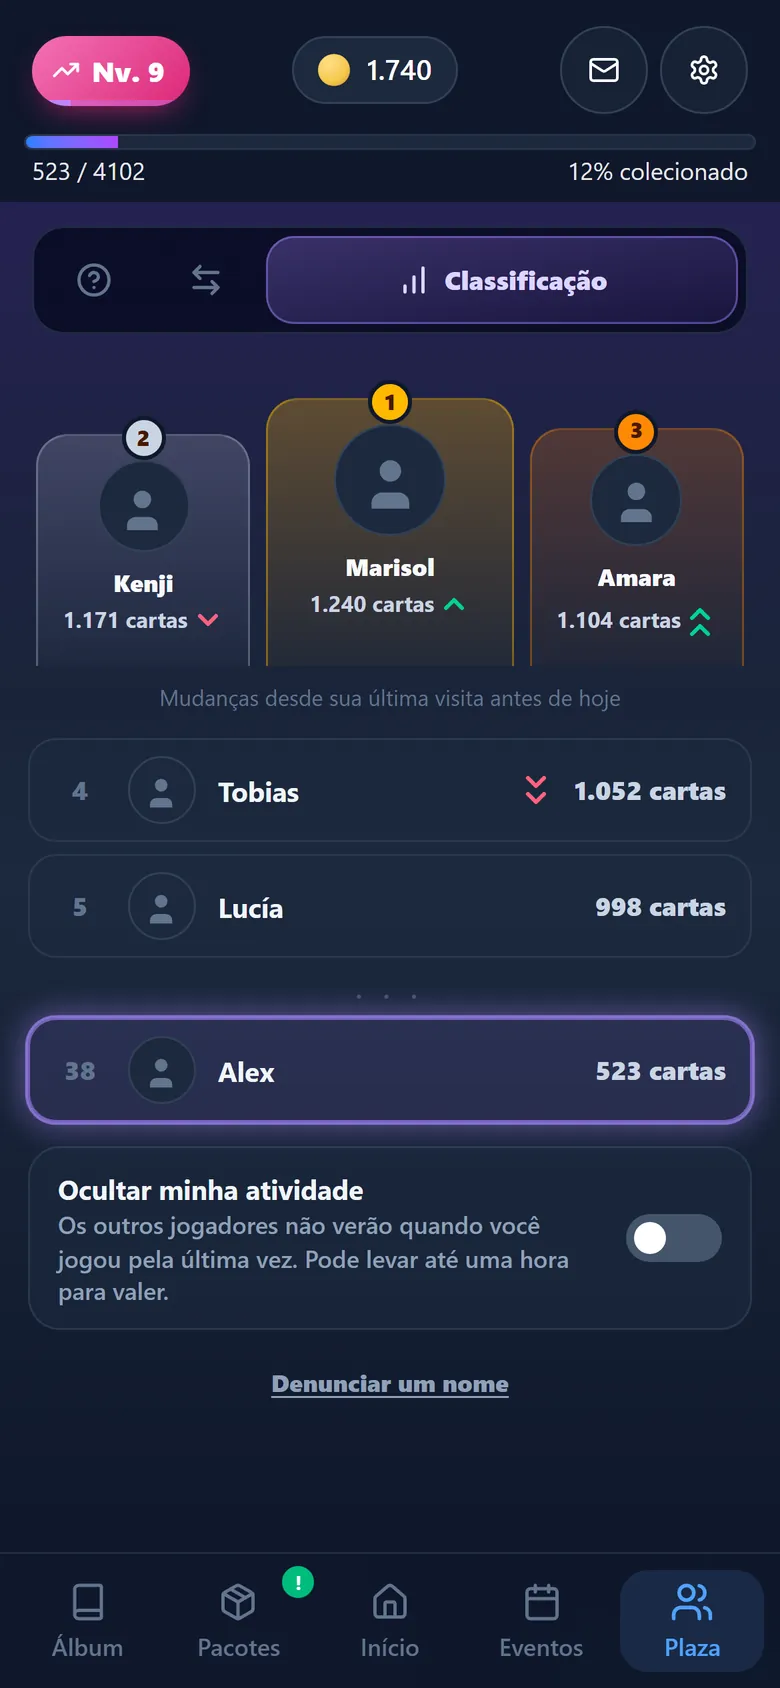 Nv. 9
1.740
523 / 4102
12% colecionado
Classificação
2
Kenji
1.171 cartas
1
Marisol
1.240 cartas
3
Amara
1.104 cartas
Mudanças desde sua última visita antes de hoje
4 Tobias 1.052 cartas
5 Lucía 998 cartas
. . .
38 Alex 523 cartas
Ocultar minha atividade
Os outros jogadores não verão quando você
jogou pela última vez. Pode levar até uma hora
para valer.
Denunciar um nome
!
Álbum Pacotes Início Eventos Plaza